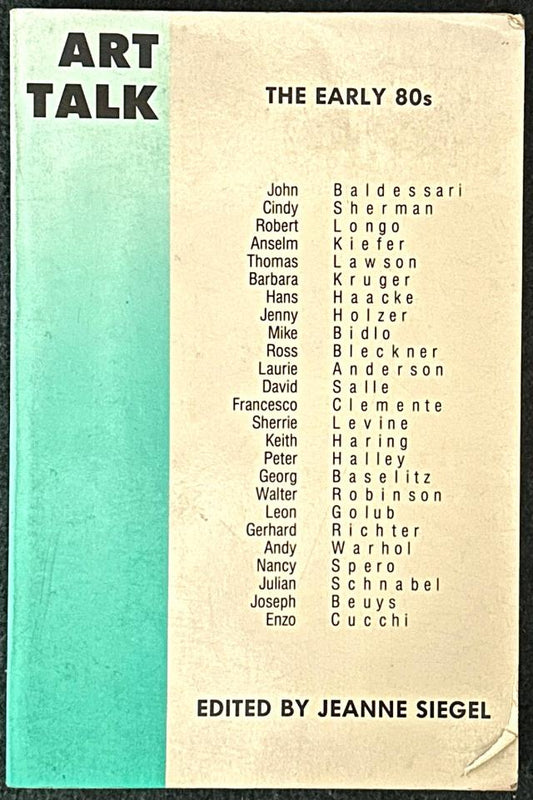 ART
TALK
THE EARLY 80s
John Baldessari
Cindy Sherman
Robert Longo
Anselm Kiefer
Thomas Lawson
Barbara Kruger
Hans Haacke
Jenny Holzer
Mike Bidlo
Ross Bleckner
Laurie Anderson
David Salle
Francesco Clemente
Sherrie Levine
Keith Haring
Peter Halley
Georg Baselitz
Walter Robinson
Leon Golub
Gerhard Richter
Andy Warhol
Nancy Spero
Julian Schnabel
Joseph Beuys
Enzo Cucchi
EDITED BY JEANNE SIEGEL